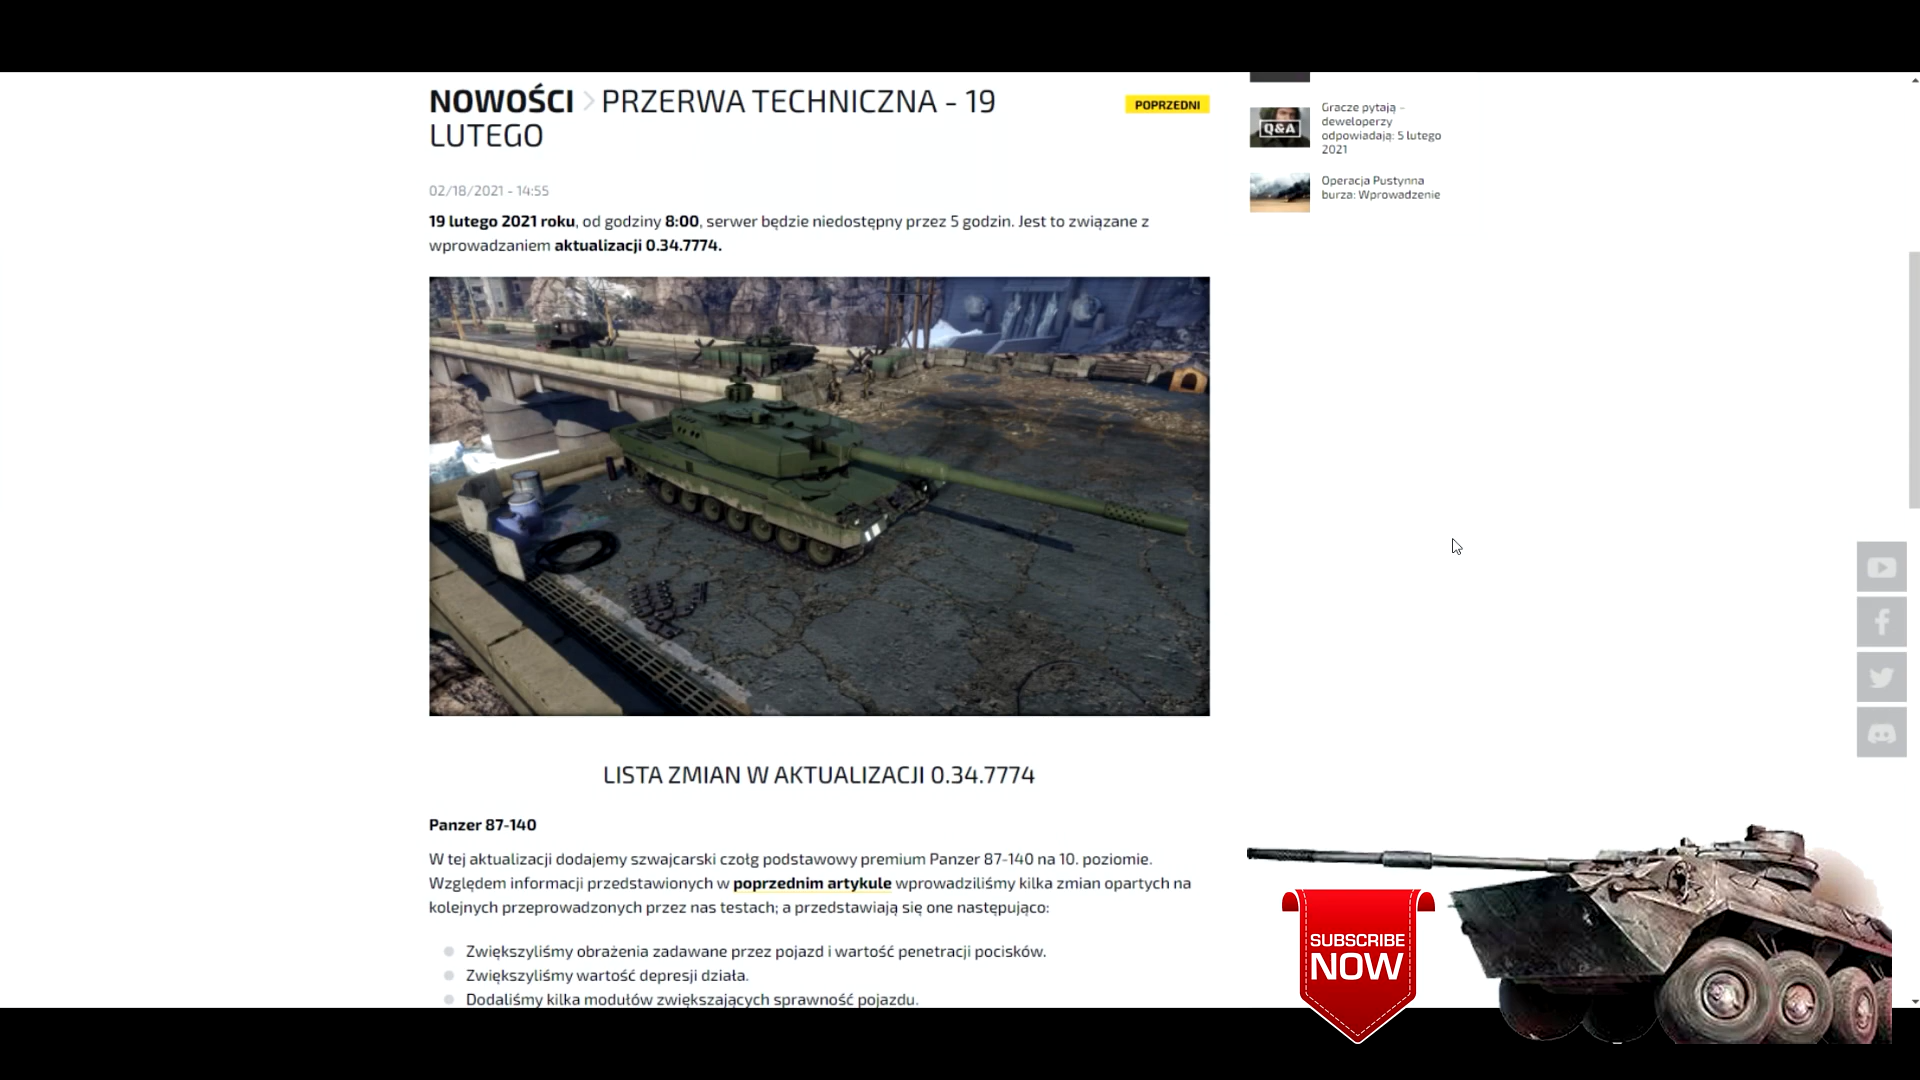 NOWOŚCI > PRZERWA TECHNICZNA - 19
LUTEGO
POPRZEDNI
02/18/2021 - 14:55
19 lutego 2021 roku, od godziny 8:00, serwer będzie niedostępny przez 5 godzin. Jest to związane z
wprowadzaniem aktualizacji 0.34.7774.
LISTA ZMIAN W AKTUALIZACJI 0.34.7774
Panzer 87-140
W tej aktualizacji dodajemy szwajcarski czołg podstawowy premium Panzer 87-140 na 10. poziomie.
Względem informacji przedstawionych w poprzednim artykule wprowadziliśmy kilka zmian opartych na
kolejnych przeprowadzonych przez nas testach; a przedstawiają się one następująco:
Zwiększyliśmy obrażenia zadawane przez pojazd i wartość penetracji pocisków.
Zwiększyliśmy wartość depresji działa.
Dodaliśmy kilka modułów zwiększających sprawność pojazdu.
Q&A
Gracze pytają –
deweloperzy
odpowiadają: 5 lutego
2021
Operacja Pustynna
burza: Wprowadzenie
SUBSCRIBE
NOW